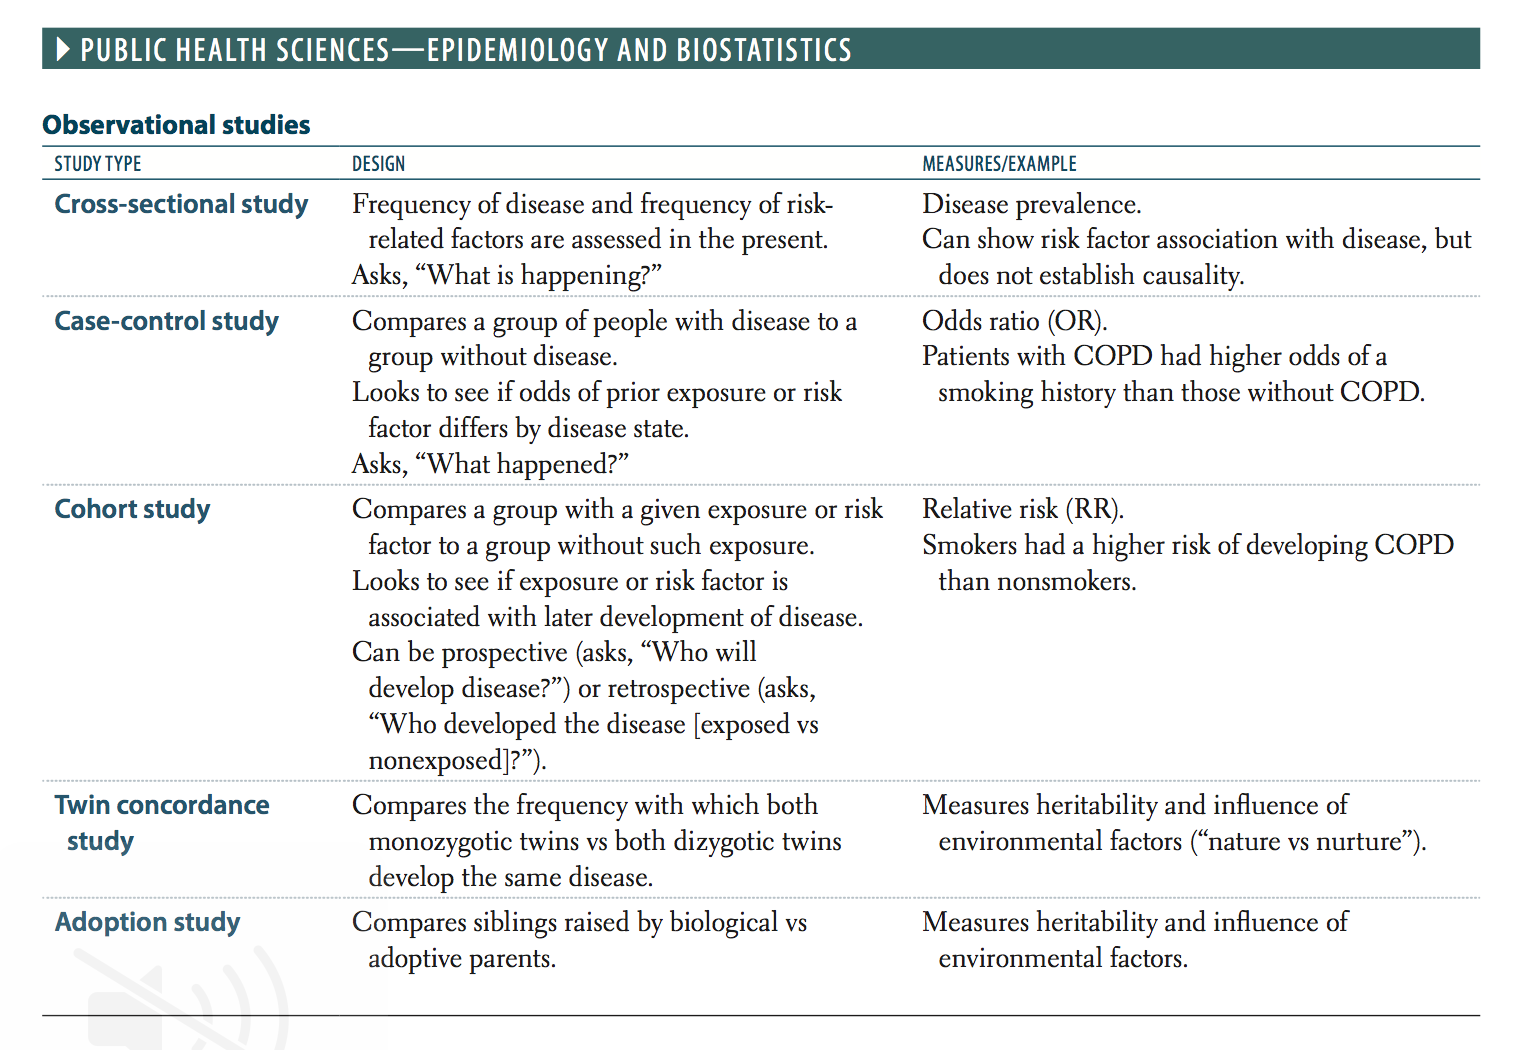 PUBLIC HEALTH SCIENCES—EPIDEMIOLOGY AND BIOSTATISTICS
Observational studies
STUDY TYPE DESIGN MEASURES/EXAMPLE
Cross-sectional study
Frequency of disease and frequency of risk-
related factors are assessed in the present.
Asks, “What is happening?”
Disease prevalence.
Can show risk factor association with disease, but
does not establish causality.
Case-control study
Compares a group of people with disease to a
group without disease.
Looks to see if odds of prior exposure or risk
factor differs by disease state.
Asks, “What happened?”
Odds ratio (OR).
Patients with COPD had higher odds of a
smoking history than those without COPD.
Cohort study
Compares a group with a given exposure or risk
factor to a group without such exposure.
Looks to see if exposure or risk factor is
associated with later development of disease.
Can be prospective (asks, “Who will
develop disease?”) or retrospective (asks,
“Who developed the disease [exposed vs
nonexposed]?”).
Relative risk (RR).
Smokers had a higher risk of developing COPD
than nonsmokers.
Twin concordance
study
Compares the frequency with which both
monozygotic twins vs both dizygotic twins
develop the same disease.
Measures heritability and influence of
environmental factors (“nature vs nurture”).
Adoption study
Compares siblings raised by biological vs
adoptive parents.
Measures heritability and influence of
environmental factors.